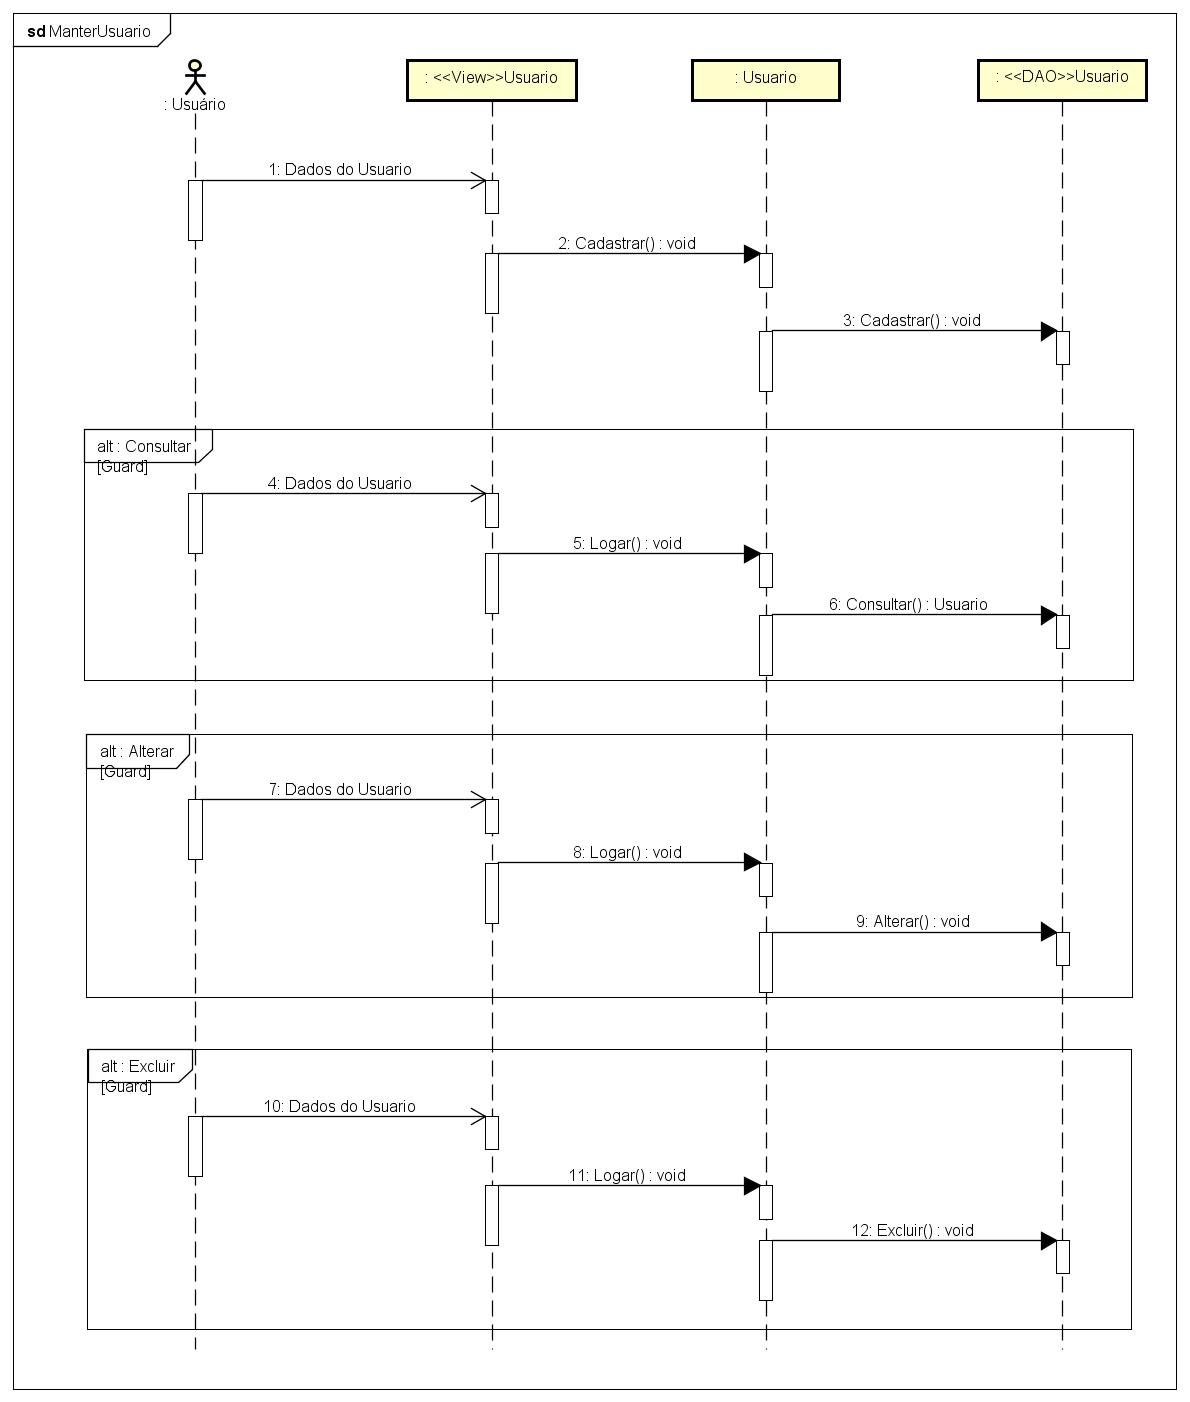 sd ManterUsuario
: Usuário
: <<View>>Usuario
: Usuario
: <<DAO>>Usuario
1: Dados do Usuario
2: Cadastrar() : void
3: Cadastrar() : void
alt : Consultar
[Guard]
4: Dados do Usuario
5: Logar() : void
6: Consultar() : Usuario
alt : Alterar
[Guard]
7: Dados do Usuario
8: Logar() : void
9: Alterar() : void
alt : Excluir
[Guard]
10: Dados do Usuario
11: Logar() : void
12: Excluir() : void